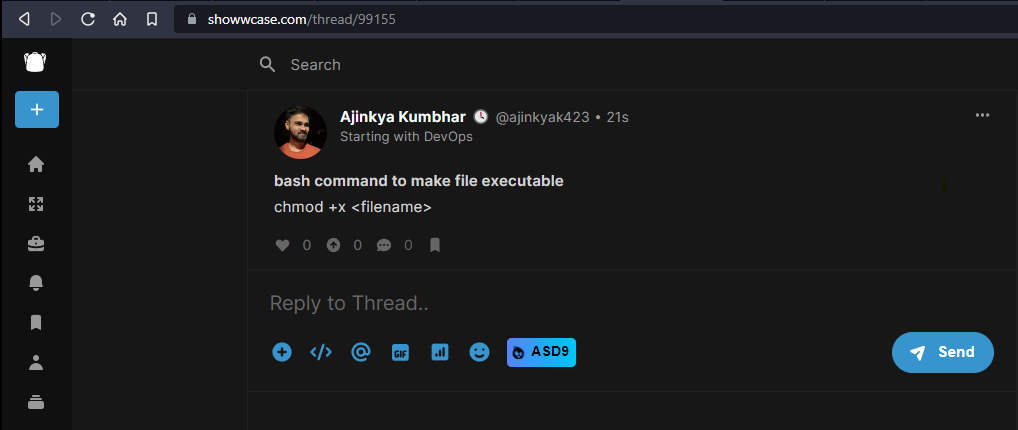 showwcase.com/thread/99155
Search
Ajinkya Kumbhar @ajinkyak423 • 21s
Starting with DevOps
bash command to make file executable
chmod +x <filename>
0 0 0
Reply to Thread..
GIF ASD9 Send